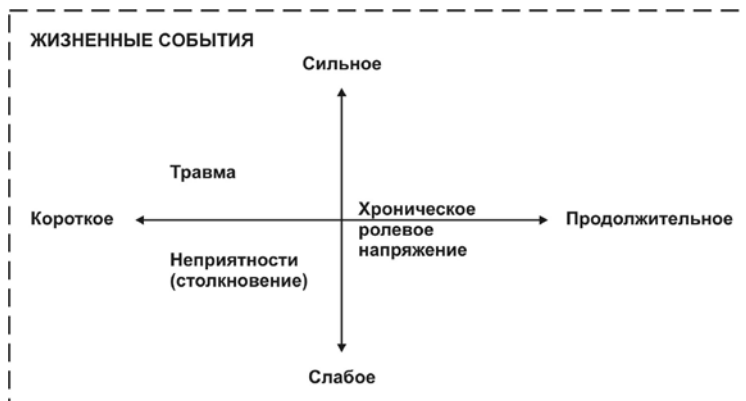 ЖИЗНЕННЫЕ СОБЫТИЯ
Сильное
Травма
Короткое
Хроническое
ролевое
напряжение
Продолжительное
Неприятности
(столкновение)
Слабое